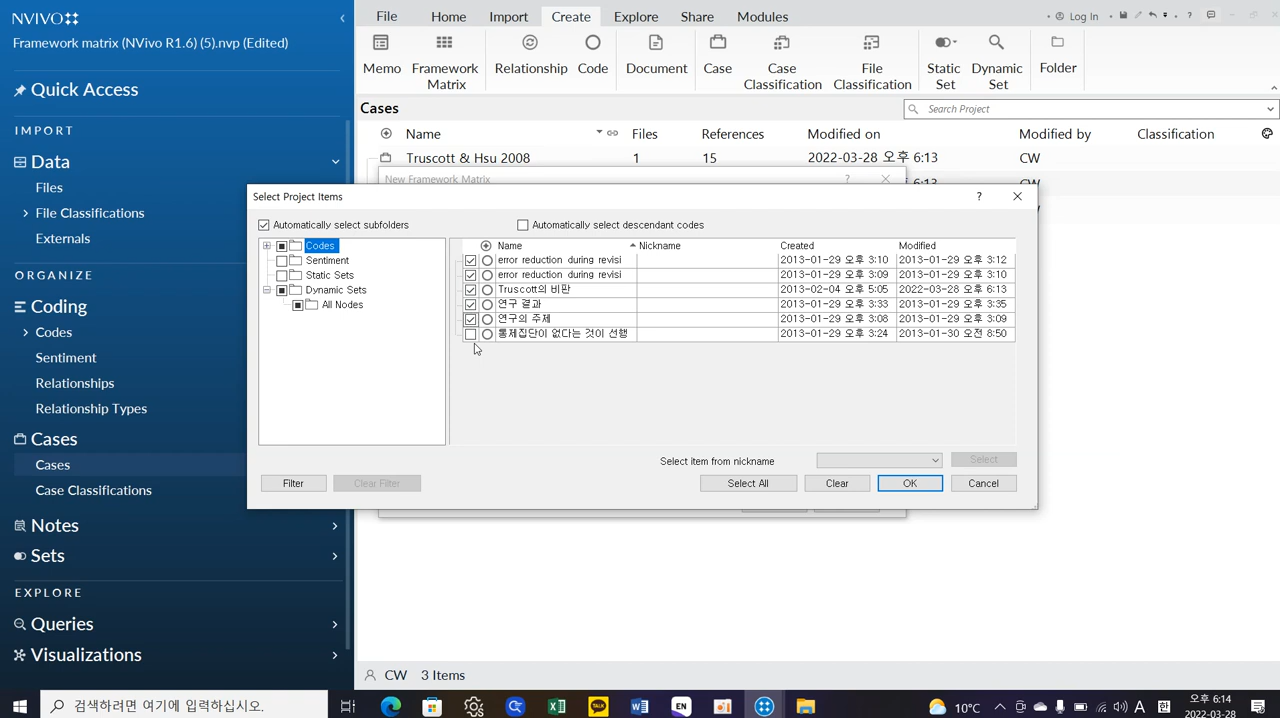 NVIVO
File Home Import Create Explore Share Modules
Log In
Framework matrix (NVivo R1.6) (5).nvp (Edited)
Memo Framework Matrix Relationship Code Document Case Case Classification File Classification Static Set Dynamic Set Folder
Quick Access
Cases
Search Project
IMPORT
Name Files References Modified on Modified by Classification
Data
Truscott & Hsu 2008 1 15 2022-03-28 오후 6:13 CW
New Framework Matrix ?
Files
Select Project Items ?
File Classifications
Automatically select subfolders Automatically select descendant codes
Externals
Codes Name Nickname Created Modified
Sentiment error reduction during revisi 2013-01-29 오후 3:10 2013-01-29 오후 3:12
Static Sets error reduction during revisi 2013-01-29 오후 3:09 2013-01-29 오후 3:10
Dynamic Sets Truscott의 비판 2013-02-04 오후 5:05 2022-03-28 오후 6:13
All Nodes 연구 결과 2013-01-29 오후 3:33 2013-01-29 오후 3:35
연구의 주제 2013-01-29 오후 3:08 2013-01-29 오후 3:09
통제집단이 없다는 것이 선행 2013-01-29 오후 3:24 2013-01-30 오전 8:50
ORGANIZE
Coding
Codes
Sentiment
Relationships
Relationship Types
Cases
Cases
Case Classifications
Select item from nickname Select
Filter Clear Filter Select All Clear OK Cancel
Notes
Sets
EXPLORE
Queries
Visualizations
CW 3 Items
검색하려면 여기에 입력하십시오.
TALK
EN
10°C
A 한
오후 6:14
2022-03-28